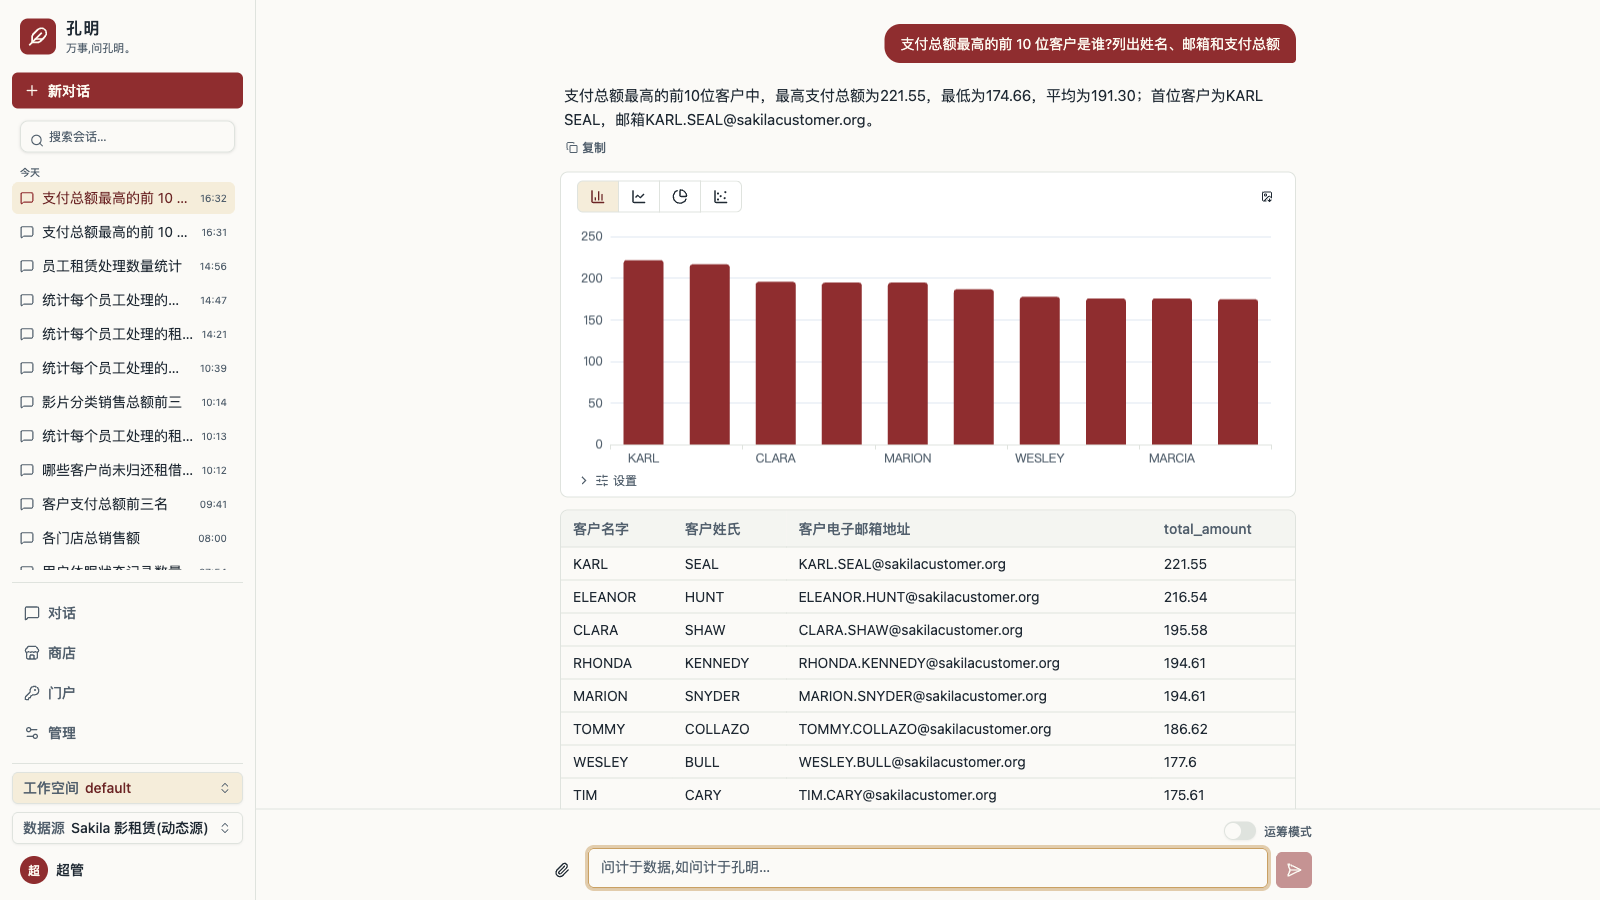 孔明
万事,问孔明。
新对话
搜索会话...
今天
支付总额最高的前 10 ... 16:32
支付总额最高的前 10 ... 16:31
员工租赁处理数量统计 14:56
统计每个员工处理的... 14:47
统计每个员工处理的租... 14:21
统计每个员工处理的... 10:39
影片分类销售总额前三 10:14
统计每个员工处理的租... 10:13
哪些客户尚未归还租借... 10:12
客户支付总额前三名 09:41
各门店总销售额 08:00
对话
商店
门户
管理
工作空间 default
数据源 Sakila 影租赁(动态源)
超 超管
支付总额最高的前 10 位客户是谁?列出姓名、邮箱和支付总额
支付总额最高的前10位客户中，最高支付总额为221.55，最低为174.66，平均为191.30；首位客户为KARL
SEAL，邮箱KARL.SEAL@sakilacustomer.org。
复制
250
200
150
100
50
0
KARL CLARA MARION WESLEY MARCIA
设置
客户名字 客户姓氏 客户电子邮箱地址 total_amount
KARL SEAL KARL.SEAL@sakilacustomer.org 221.55
ELEANOR HUNT ELEANOR.HUNT@sakilacustomer.org 216.54
CLARA SHAW CLARA.SHAW@sakilacustomer.org 195.58
RHONDA KENNEDY RHONDA.KENNEDY@sakilacustomer.org 194.61
MARION SNYDER MARION.SNYDER@sakilacustomer.org 194.61
TOMMY COLLAZO TOMMY.COLLAZO@sakilacustomer.org 186.62
WESLEY BULL WESLEY.BULL@sakilacustomer.org 177.6
TIM CARY TIM.CARY@sakilacustomer.org 175.61
运筹模式
问计于数据,如问计于孔明...